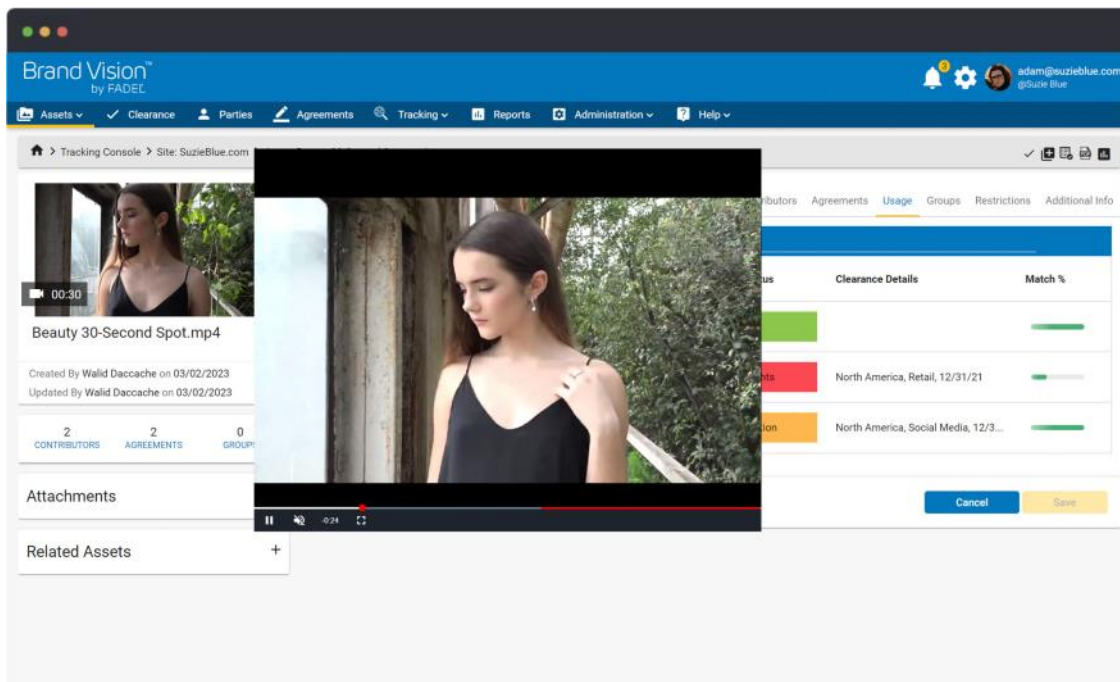 Brand Vision™
by FADEL
3
adam@suzieblue.com
@Suzie Blue
Assets Clearance Parties Agreements Tracking Reports Administration Help
> Tracking Console > Site: SuzieBlue.com
ributors Agreements Usage Groups Restrictions Additional Info
tus Clearance Details Match %
00:30
Beauty 30-Second Spot.mp4
nts North America, Retail, 12/31/21
Created By Walid Daccache on 03/02/2023
Updated By Walid Daccache on 03/02/2023
tion North America, Social Media, 12/3...
2 2 0
CONTRIBUTORS AGREEMENTS GROUPS
Attachments
Cancel Save
-0:24
Related Assets +